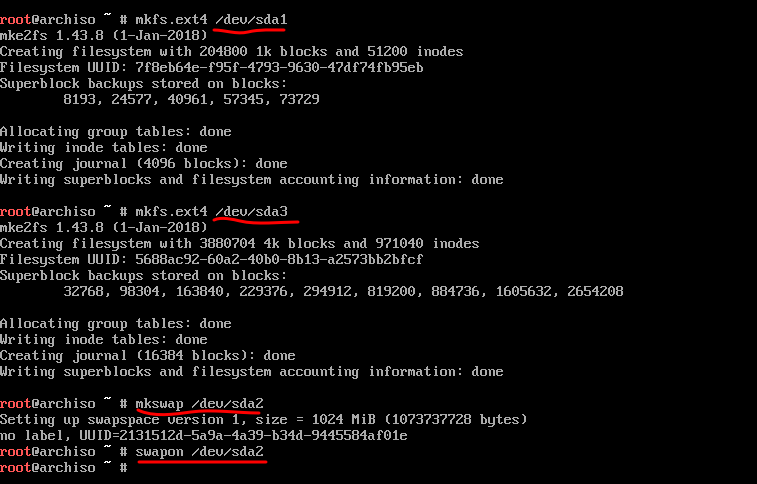 root@archiso ~ # mkfs.ext4 /dev/sda1
mke2fs 1.43.8 (1-Jan-2018)
Creating filesystem with 204800 1k blocks and 51200 inodes
Filesystem UUID: 7f8eb64e-f95f-4793-9630-47df74fb95eb
Superblock backups stored on blocks:
        8193, 24577, 40961, 57345, 73729

Allocating group tables: done
Writing inode tables: done
Creating journal (4096 blocks): done
Writing superblocks and filesystem accounting information: done

root@archiso ~ # mkfs.ext4 /dev/sda3
mke2fs 1.43.8 (1-Jan-2018)
Creating filesystem with 3880704 4k blocks and 971040 inodes
Filesystem UUID: 5688ac92-60a2-40b0-8b13-a2573bb2bfcf
Superblock backups stored on blocks:
        32768, 98304, 163840, 229376, 294912, 819200, 884736, 1605632, 2654208

Allocating group tables: done
Writing inode tables: done
Creating journal (16384 blocks): done
Writing superblocks and filesystem accounting information: done

root@archiso ~ # mkswap /dev/sda2
Setting up swapspace version 1, size = 1024 MiB (1073737728 bytes)
no label, UUID=2131512d-5a9a-4a39-b34d-9445584af01e
root@archiso ~ # swapon /dev/sda2
root@archiso ~ #